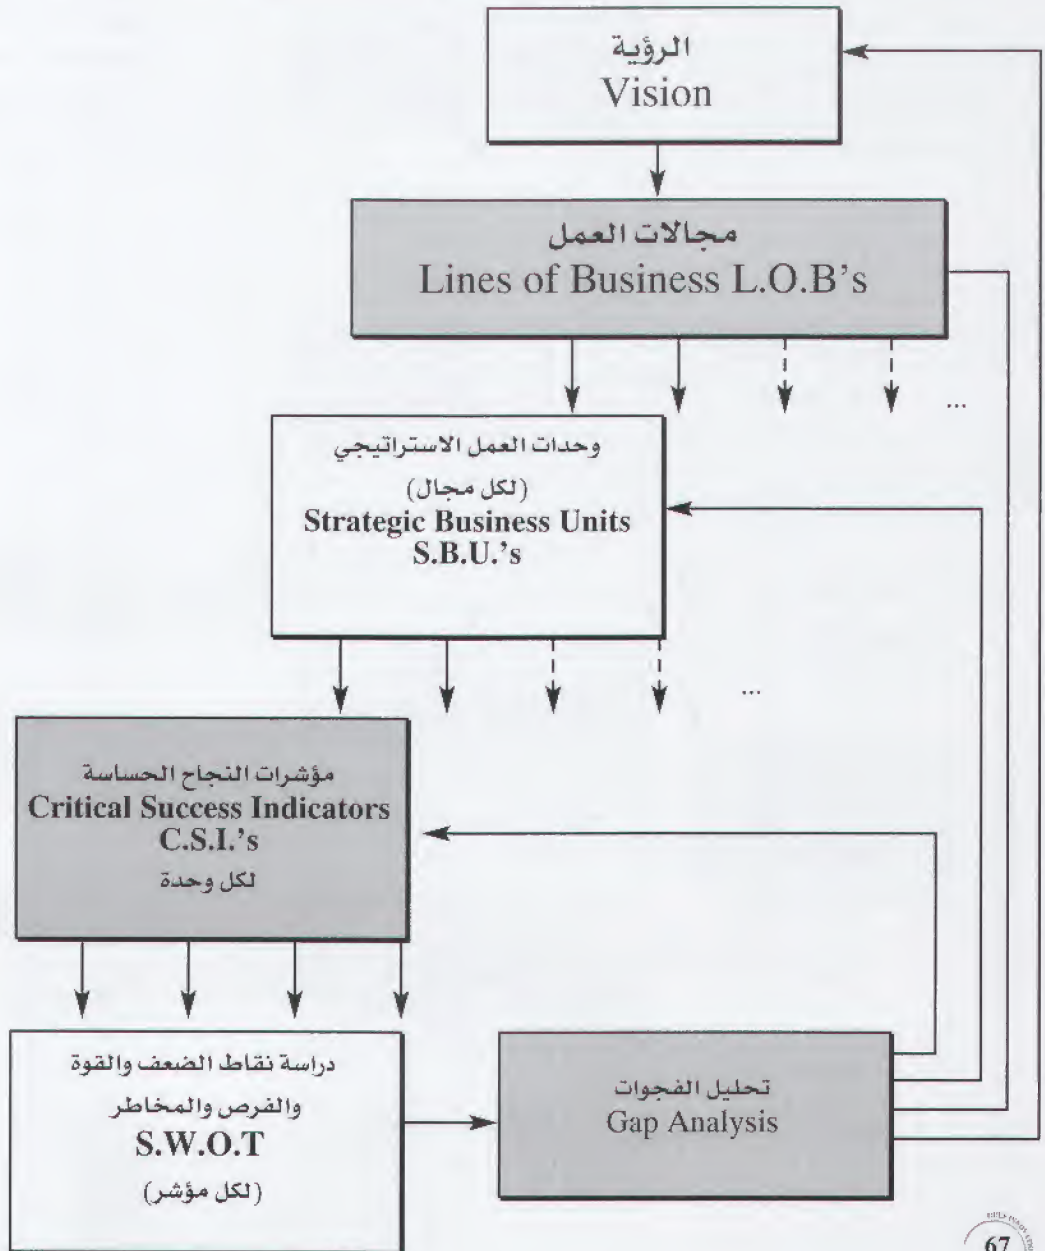 الرؤية
Vision
مجالات العمل
Lines of Business L.O.B's
...
وحدات العمل الاستراتيجي
(لكل مجال)
Strategic Business Units
S.B.U.'s
...
مؤشرات النجاح الحساسة
Critical Success Indicators
C.S.I.'s
لكل وحدة
دراسة نقاط الضعف والقوة
والفرص والمخاطر
S.W.O.T
(لكل مؤشر)
تحليل الفجوات
Gap Analysis
67